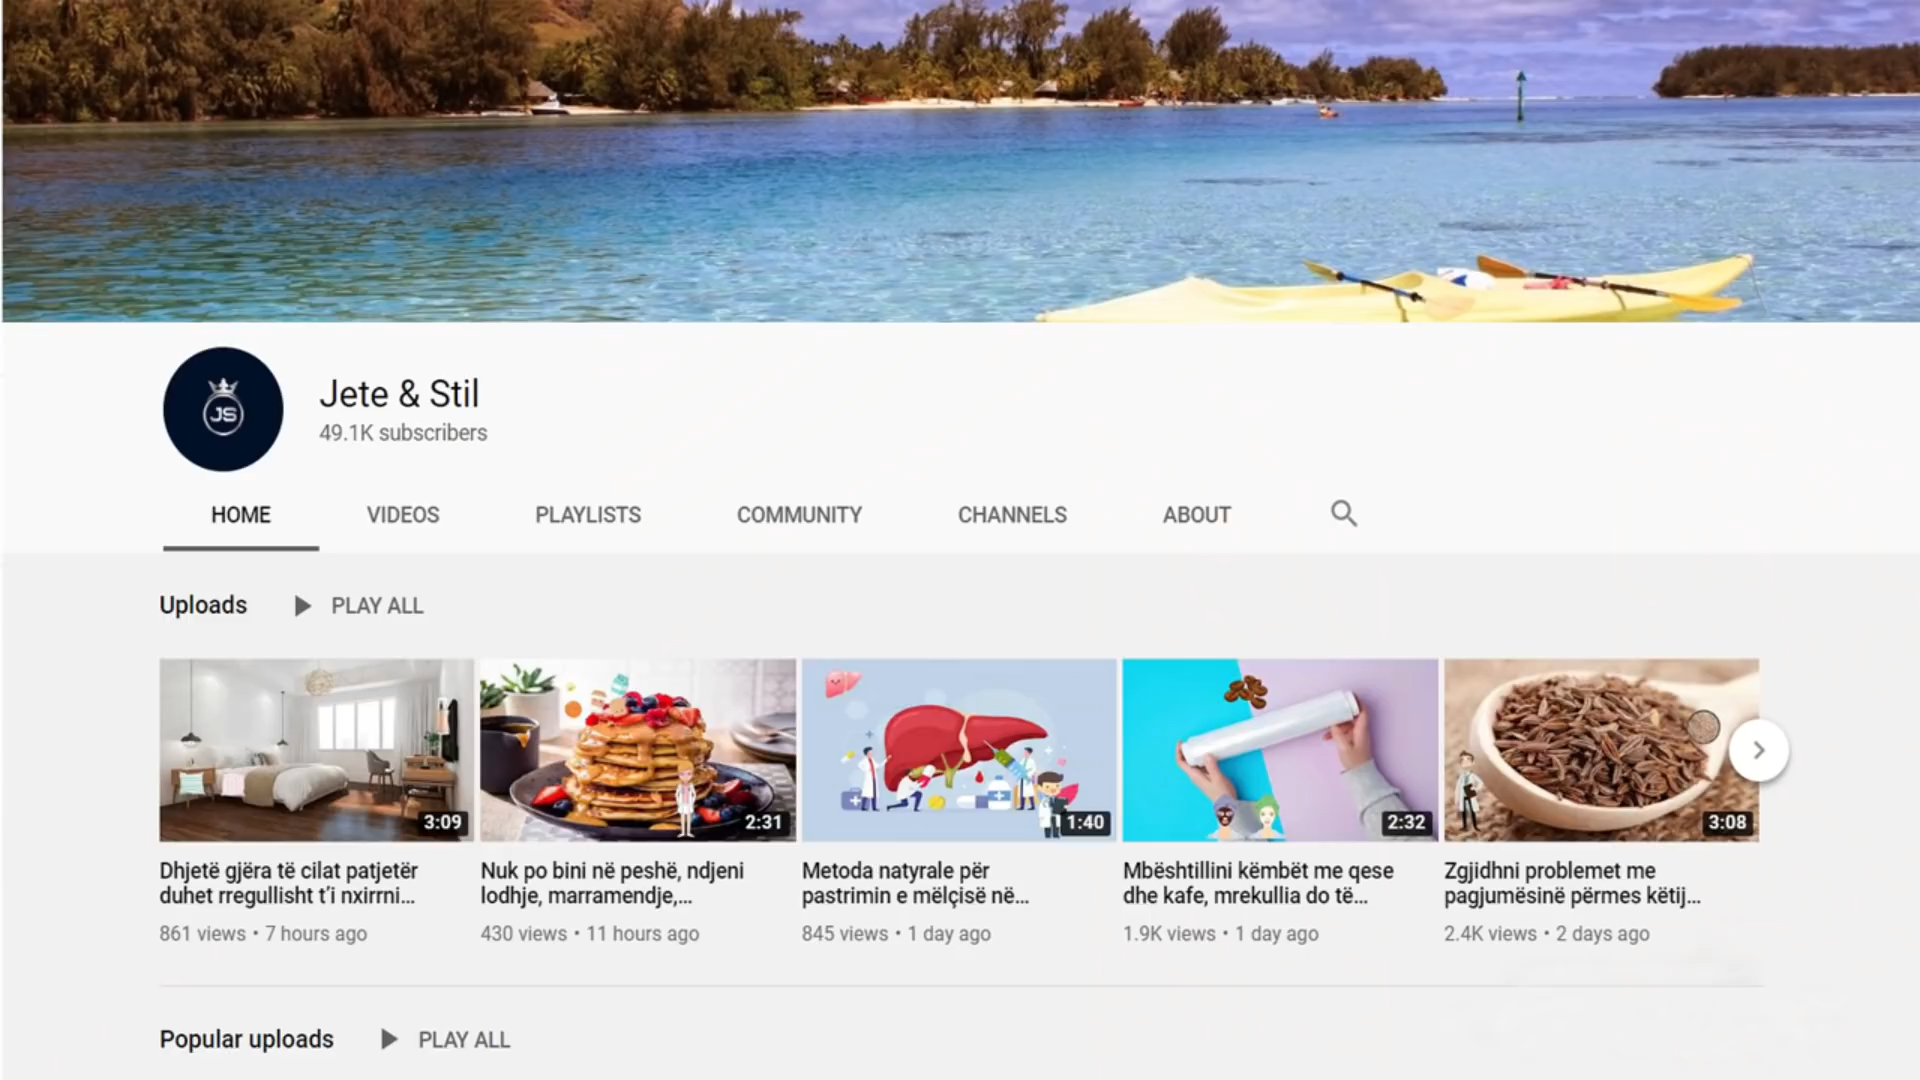 JS
Jete & Stil
49.1K subscribers
HOME VIDEOS PLAYLISTS COMMUNITY CHANNELS ABOUT
Uploads PLAY ALL
3:09 2:31 1:40 2:32 3:08
Dhjetë gjëra të cilat patjetër
duhet rregullisht t'i nxirrni...
861 views • 7 hours ago
Nuk po bini në peshë, ndjeni
lodhje, marramendje,...
430 views • 11 hours ago
Metoda natyrale për
pastrimin e mëlçisë në...
845 views • 1 day ago
Mbështillini këmbët me qese
dhe kafe, mrekullia do të...
1.9K views • 1 day ago
Zgjidhni problemet me
pagjumësinë përmes këtij...
2.4K views • 2 days ago
Popular uploads PLAY ALL